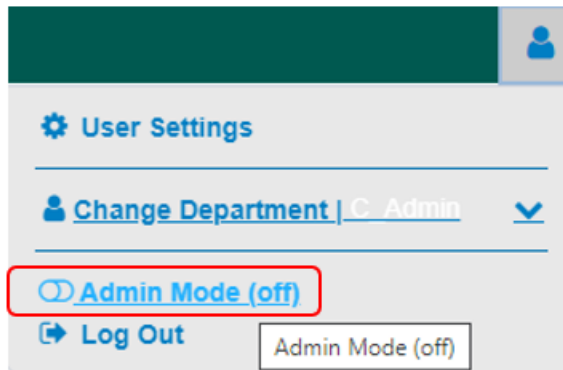 User Settings
Change Department | C_Admin
Admin Mode (off)
Log Out
Admin Mode (off)